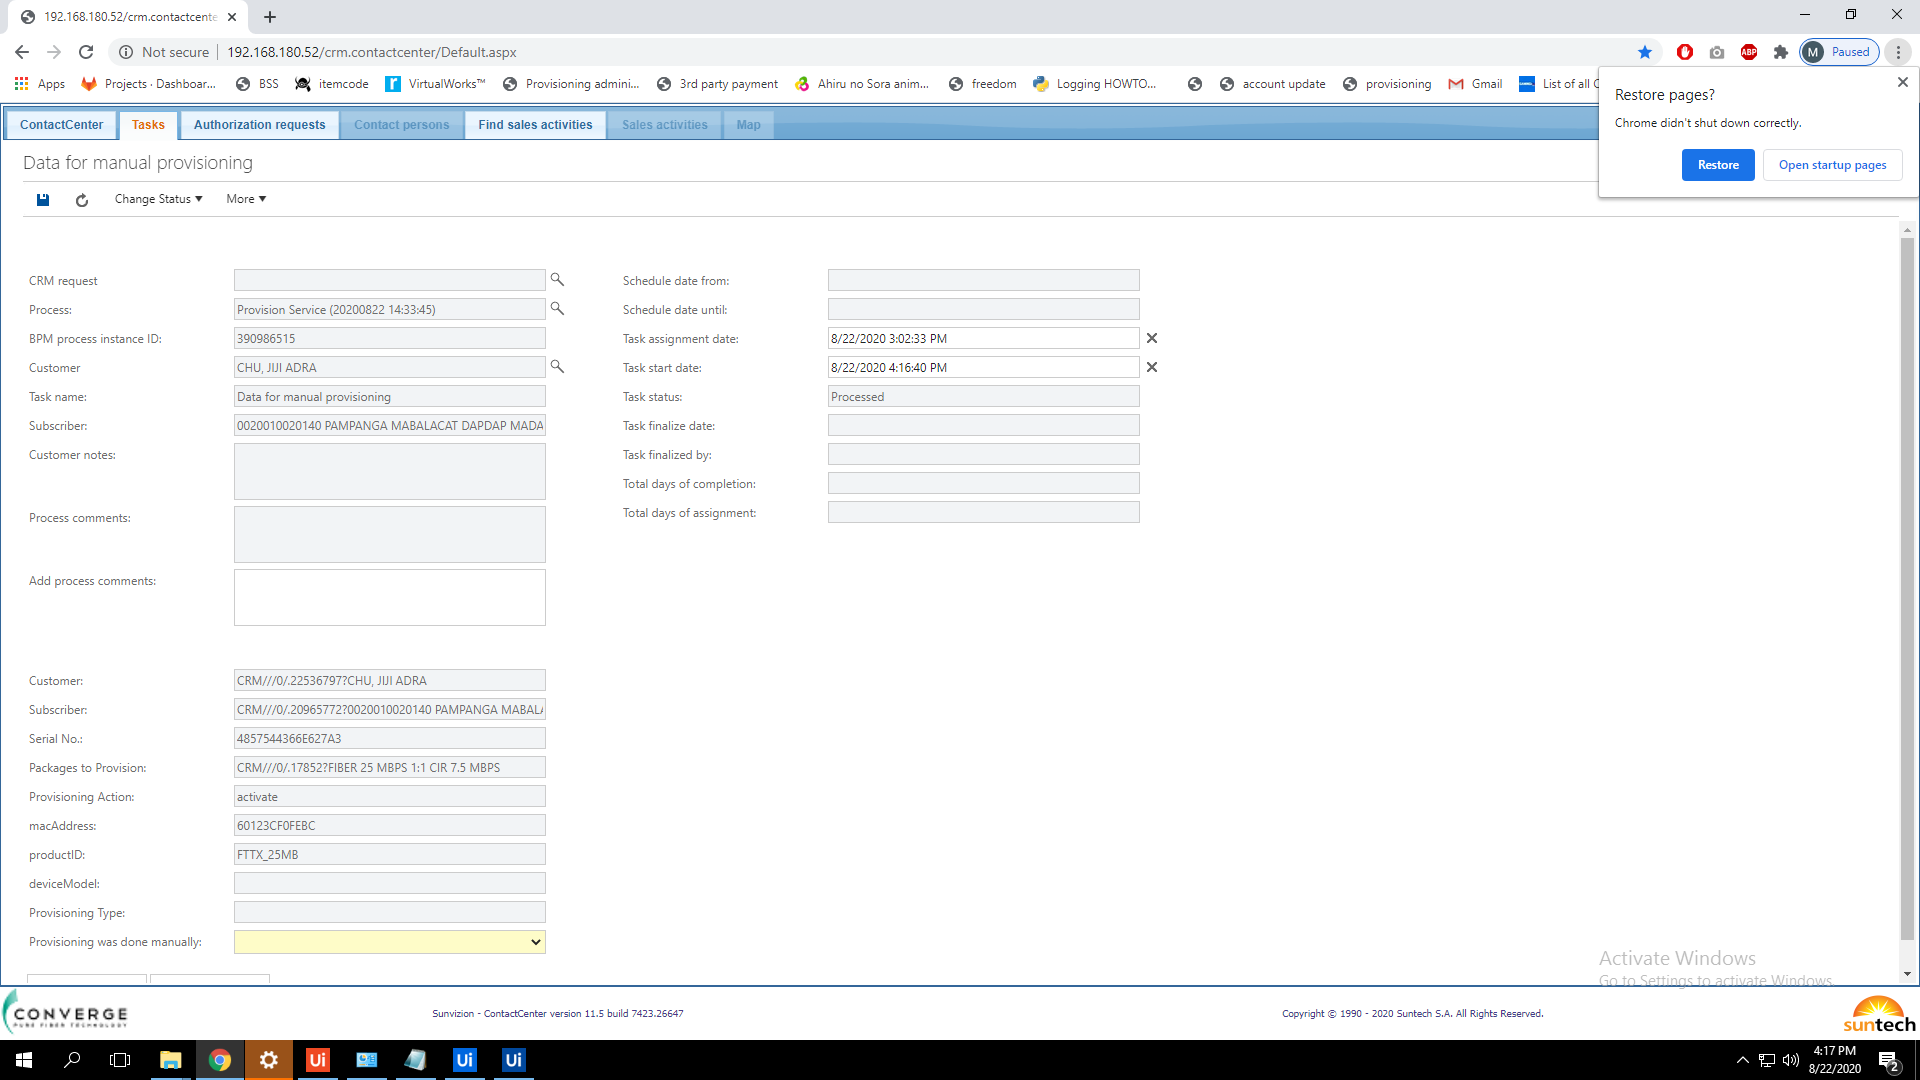 192.168.180.52/crm.contactcente
Not secure
192.168.180.52/crm.contactcenter/Default.aspx
ABP
M Paused
Apps
Projects · Dashboar...
BSS
itemcode
VirtualWorks™
Provisioning admini...
3rd party payment
Ahiru no Sora anim...
freedom
Logging HOWTO...
account update
provisioning
Gmail
List of all
Restore pages?
Chrome didn't shut down correctly.
Restore
Open startup pages
ContactCenter
Tasks
Authorization requests
Contact persons
Find sales activities
Sales activities
Map
Data for manual provisioning
Change Status
More
CRM request
Process: Provision Service (20200822 14:33:45)
BPM process instance ID: 390986515
Customer CHU, JIJI ADRA
Task name: Data for manual provisioning
Subscriber: 0020010020140 PAMPANGA MABALACAT DAPDAP MADA
Customer notes:
Process comments:
Add process comments:
Schedule date from:
Schedule date until:
Task assignment date: 8/22/2020 3:02:33 PM
Task start date: 8/22/2020 4:16:40 PM
Task status: Processed
Task finalize date:
Task finalized by:
Total days of completion:
Total days of assignment:
Customer: CRM///0/.22536797?CHU, JIJI ADRA
Subscriber: CRM///0/.20965772?0020010020140 PAMPANGA MABALA
Serial No.: 4857544366E627A3
Packages to Provision: CRM///0/.17852?FIBER 25 MBPS 1:1 CIR 7.5 MBPS
Provisioning Action: activate
macAddress: 60123CF0FEBC
productID: FTTX_25MB
deviceModel:
Provisioning Type:
Provisioning was done manually:
Activate Windows
Go to Settings to activate Windows.
CONVERGE
PURE FIBER TECHNOLOGY
Sunvizion - ContactCenter version 11.5 build 7423.26647
Copyright © 1990 - 2020 Suntech S.A. All Rights Reserved.
suntech
Ui
Ui
Ui
4:17 PM
8/22/2020
2